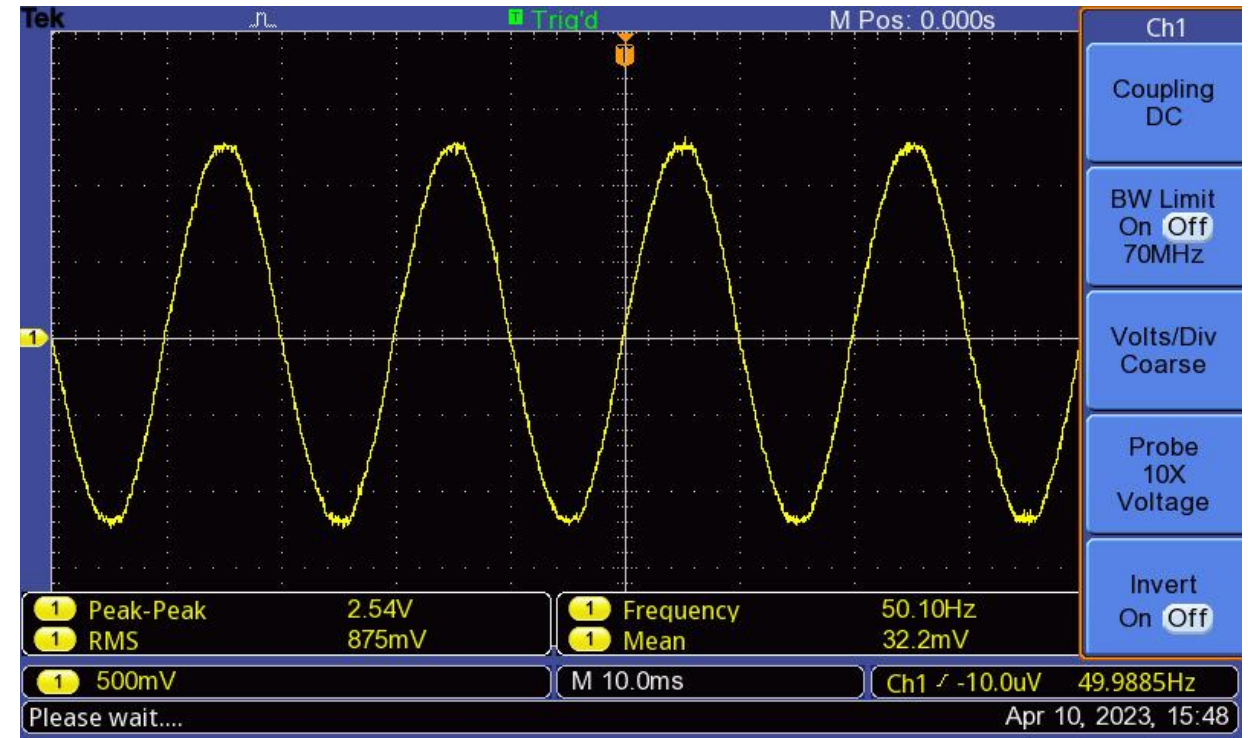 Tek T Trig'd M Pos: 0.000s
T
Ch1
Coupling
DC
BW Limit
On Off
70MHz
1
Volts/Div
Coarse
Probe
10X
Voltage
Invert
On Off
1 Peak-Peak 2.54V 1 Frequency 50.10Hz
1 RMS 875mV 1 Mean 32.2mV
1 500mV M 10.0ms Ch1 -10.0uV 49.9885Hz
Please wait.... Apr 10, 2023, 15:48